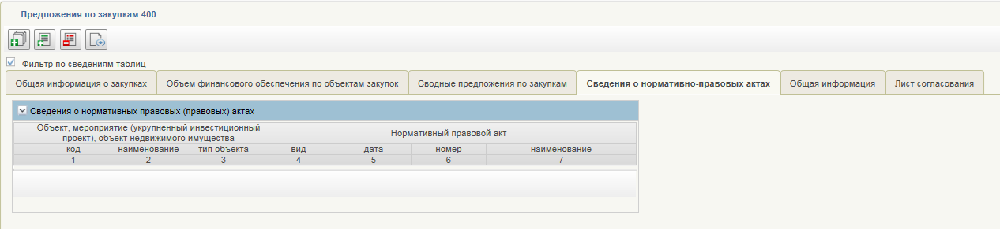 Предложения по закупкам 400
Фильтр по сведениям таблиц
Общая информация о закупках Объем финансового обеспечения по объектам закупок Сводные предложения по закупкам Сведения о нормативно-правовых актах Общая информация Лист согласования
Сведения о нормативных правовых (правовых) актах
Объект, мероприятие (укрупненный инвестиционный
проект), объект недвижимого имущества
Нормативный правовой акт
код наименование тип объекта вид дата номер наименование
1 2 3 4 5 6 7